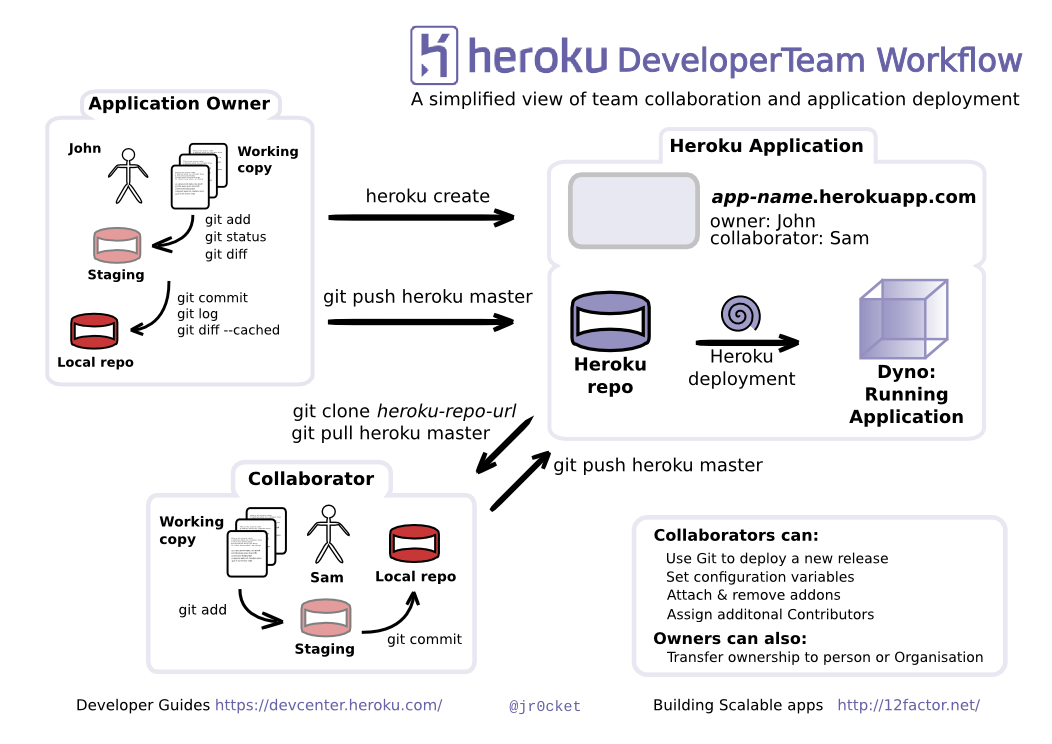 heroku DeveloperTeam Workflow
A simplified view of team collaboration and application deployment
Application Owner
John
Working
copy
git add
git status
git diff
Staging
git commit
git log
git diff --cached
Local repo
heroku create
git push heroku master
Heroku Application
app-name.herokuapp.com
owner: John
collaborator: Sam
Heroku
repo
Heroku
deployment
Dyno:
Running
Application
git clone heroku-repo-url
git pull heroku master
git push heroku master
Collaborator
Working
copy
Sam
Local repo
git add
Staging
git commit
Collaborators can:
Use Git to deploy a new release
Set configuration variables
Attach & remove addons
Assign additonal Contributors
Owners can also:
Transfer ownership to person or Organisation
Developer Guides https://devcenter.heroku.com/
@jr0cket
Building Scalable apps http://12factor.net/